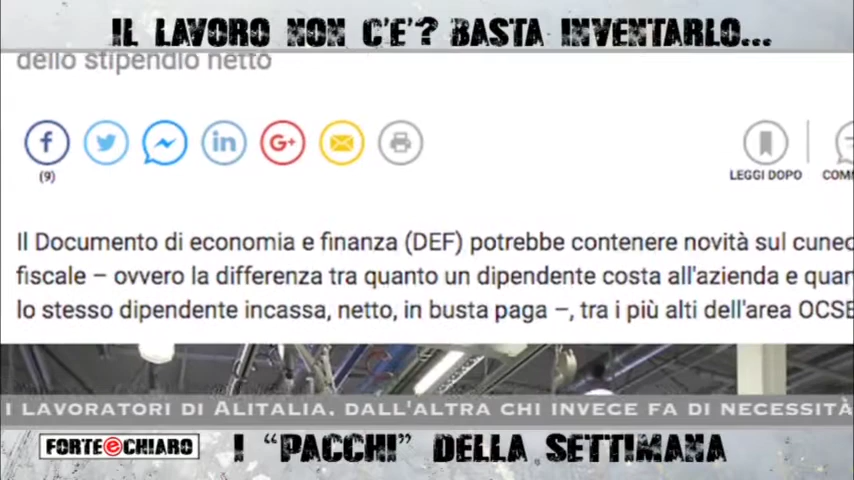 IL LAVORO NON C'E'? BASTA INVENTARLO...
dello stipendio netto
f
in
G+
(9)
LEGGI DOPO
Il Documento di economia e finanza (DEF) potrebbe contenere novità sul
fiscale – ovvero la differenza tra quanto un dipendente costa all'azienda e
lo stesso dipendente incassa, netto, in busta paga –, tra i più alti dell'area OCSE
I LAVORATORI DI ALITALIA, DALL'ALTRA CHI INVECE FA DI NECESSITÀ
FORTE e CHIARO
I "PACCHI" DELLA SETTIMANA